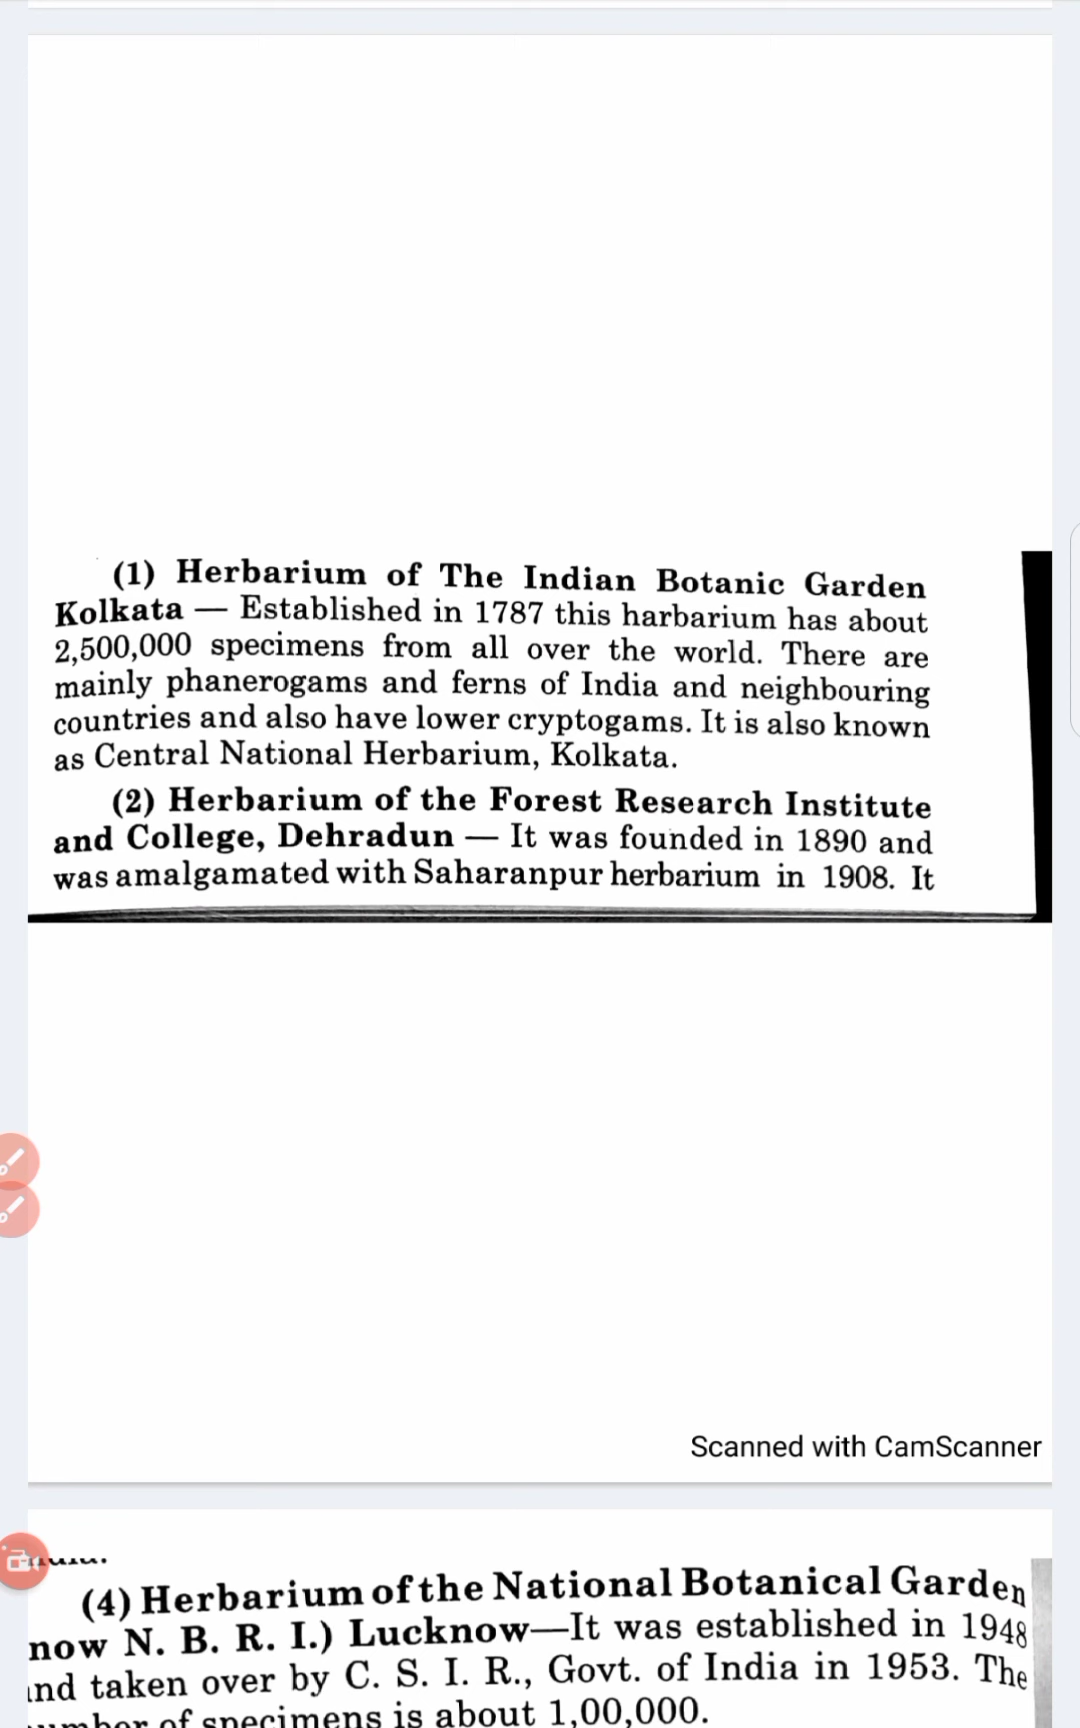 (1) Herbarium of The Indian Botanic Garden
Kolkata — Established in 1787 this harbarium has about
2,500,000 specimens from all over the world. There are
mainly phanerogams and ferns of India and neighbouring
countries and also have lower cryptogams. It is also known
as Central National Herbarium, Kolkata.
(2) Herbarium of the Forest Research Institute
and College, Dehradun — It was founded in 1890 and
was amalgamated with Saharanpur herbarium in 1908. It
Scanned with CamScanner
(4) Herbarium of the National Botanical Garden
now N. B. R. I.) Lucknow—It was established in 1948
nd taken over by C. S. I. R., Govt. of India in 1953. The
of specimens is about 1,00,000.